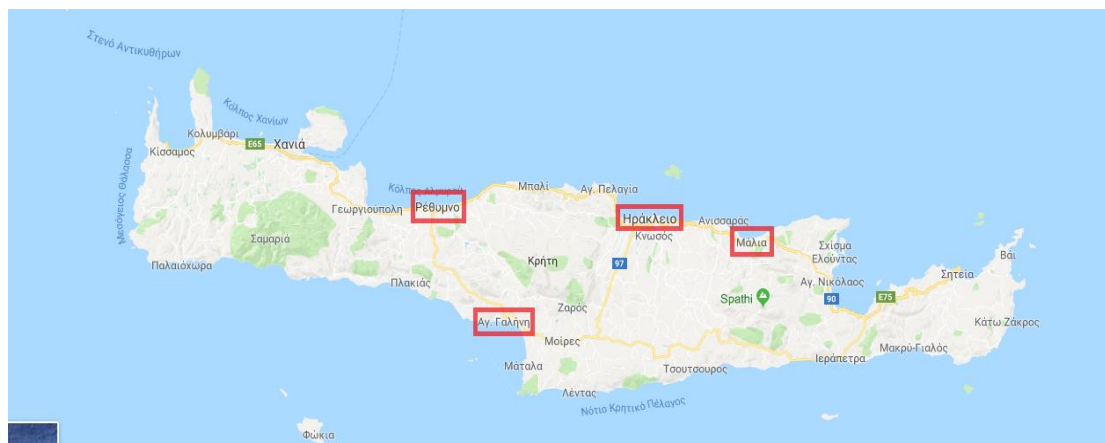 Στενό Αντικυθήρων
Κόλπος Χανίων
Κολυμβάρι
E65
Χανιά
Κίσσαμος
Μεσόγειος Θάλασσα
Κόλπος Αλμυρού
Μπαλί
Αγ. Πελαγία
Γεωργιούπολη
Ρέθυμνο
Ηράκλειο
Ανισσαράς
Κνωσός
Μάλια
Σαμαριά
Σχίσμα
Ελούντας
Βάι
Παλαιόχωρα
Κρήτη
97
Σητεία
Πλακιάς
Αγ. Νικόλαος
Spathi
90
E75
Ζαρός
Αγ. Γαλήνη
Κάτω Ζάκρος
Μοίρες
Μακρύ-Γιαλός
Ιεράπετρα
Μάταλα
Τσουτσουρος
Λέντας
Νότιο Κρητικό Πέλαγος
Φώκια